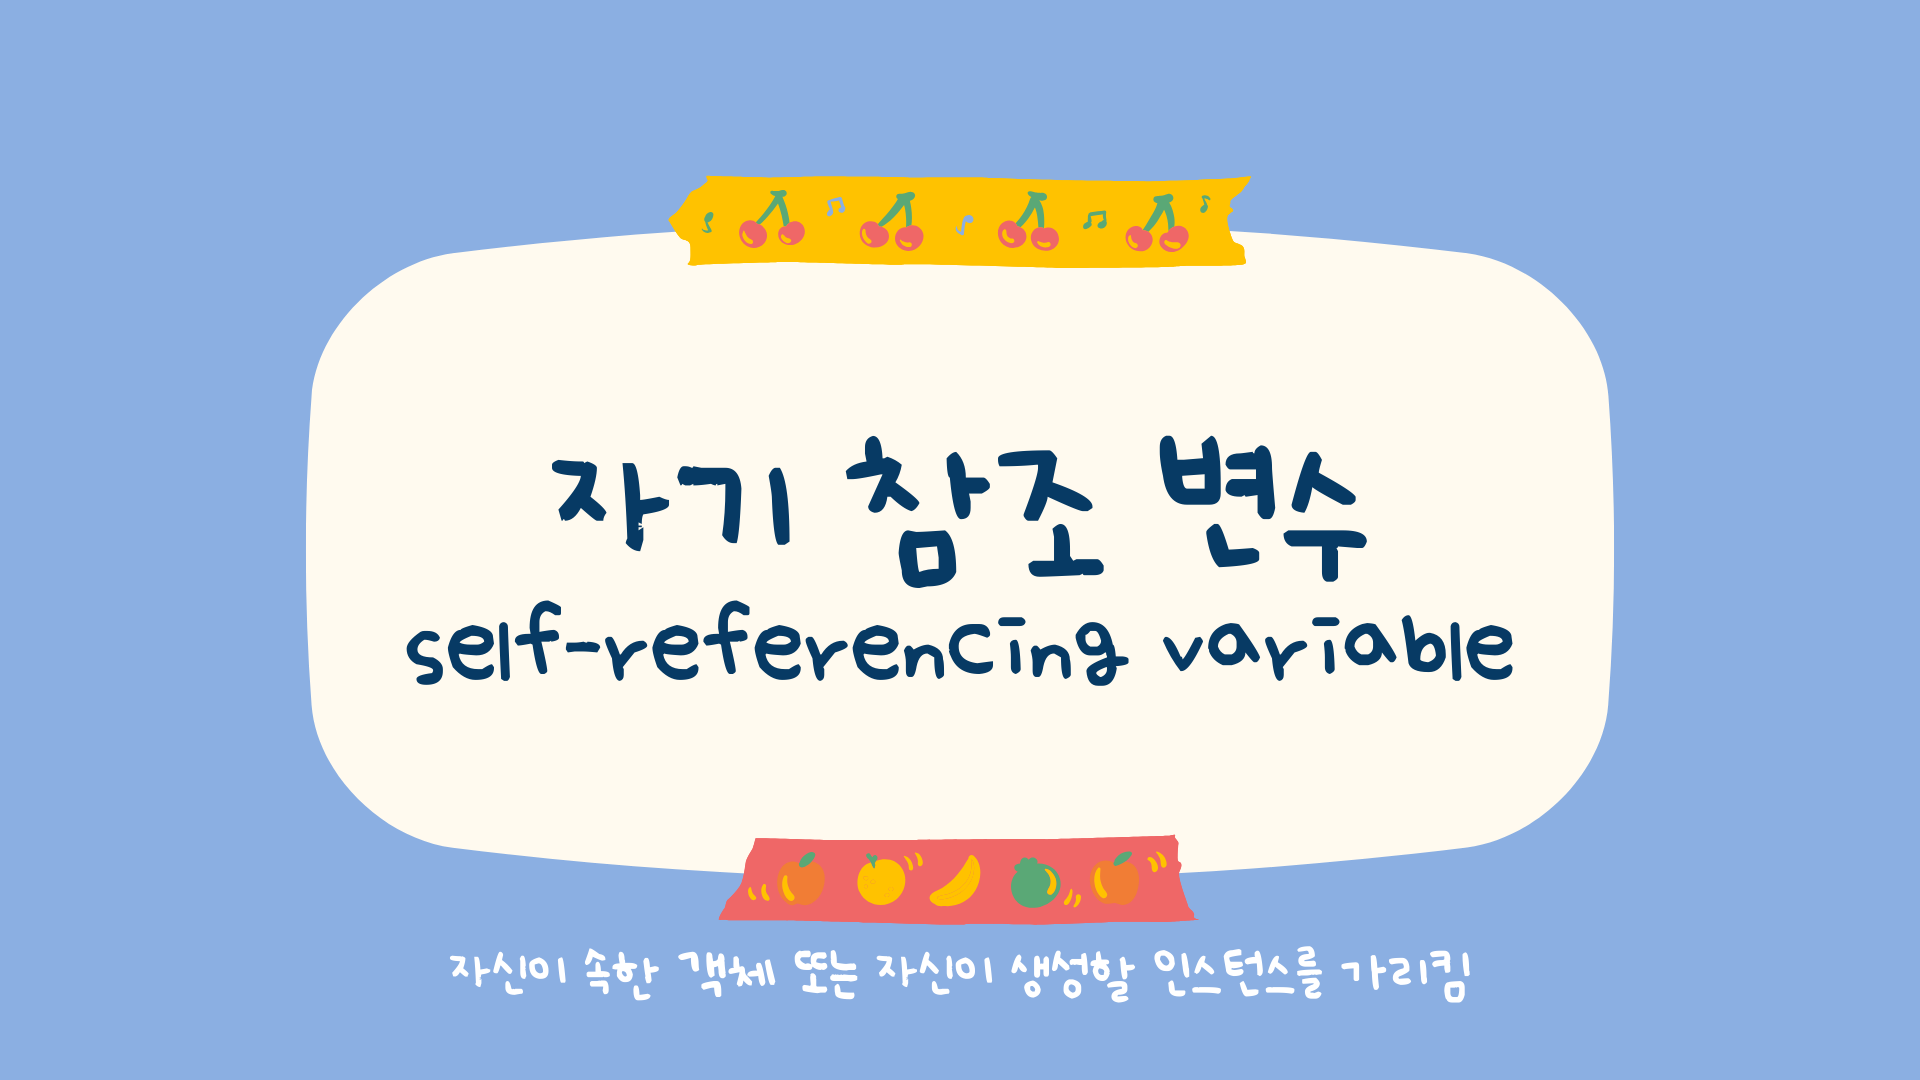 자기 참조 변수
self-referencing variable
자신이 속한 객체 또는 자신이 생성할 인스턴스를 가리킴